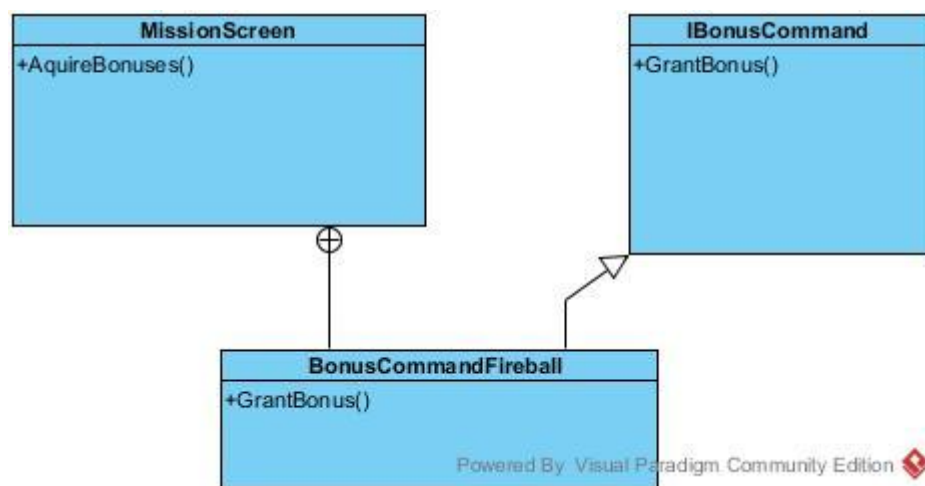 MissionScreen
+AquireBonuses()
IBonusCommand
+GrantBonus()
BonusCommandFireball
+GrantBonus()
Powered By Visual Paradigm Community Edition